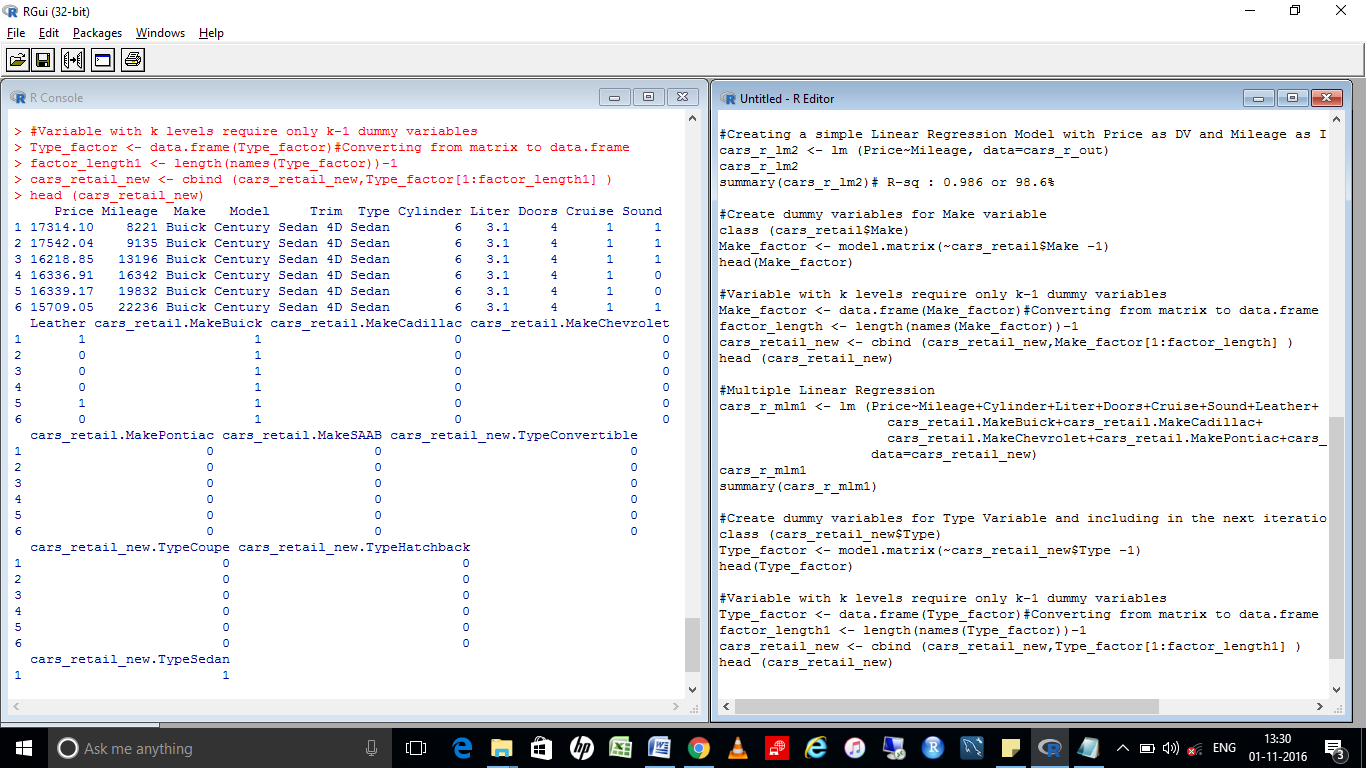 RGui (32-bit)
File Edit Packages Windows Help
R Console
> #Variable with k levels require only k-1 dummy variables
> Type_factor <- data.frame(Type_factor)#Converting from matrix to data.frame
> factor_length1 <- length(names(Type_factor))-1
> cars_retail_new <- cbind (cars_retail_new,Type_factor[1:factor_length1] )
> head (cars_retail_new)
Price Mileage Make Model Trim Type Cylinder Liter Doors Cruise Sound
1 17314.10 8221 Buick Century Sedan 4D Sedan 6 3.1 4 1 1
2 17542.04 9135 Buick Century Sedan 4D Sedan 6 3.1 4 1 1
3 16218.85 13196 Buick Century Sedan 4D Sedan 6 3.1 4 1 1
4 16336.91 16342 Buick Century Sedan 4D Sedan 6 3.1 4 1 0
5 16339.17 19832 Buick Century Sedan 4D Sedan 6 3.1 4 1 0
6 15709.05 22236 Buick Century Sedan 4D Sedan 6 3.1 4 1 1
Leather cars_retail.MakeBuick cars_retail.MakeCadillac cars_retail.MakeChevrolet
1 1 1 0 0
2 0 1 0 0
3 0 1 0 0
4 0 1 0 0
5 1 1 0 0
6 0 1 0 0
cars_retail.MakePontiac cars_retail.MakeSAAB cars_retail_new.TypeConvertible
1 0 0 0
2 0 0 0
3 0 0 0
4 0 0 0
5 0 0 0
6 0 0 0
cars_retail_new.TypeCoupe cars_retail_new.TypeHatchback
1 0 0
2 0 0
3 0 0
4 0 0
5 0 0
6 0 0
cars_retail_new.TypeSedan
1 1
Untitled - R Editor
#Creating a simple Linear Regression Model with Price as DV and Mileage as I
cars_r_lm2 <- lm (Price~Mileage, data=cars_r_out)
cars_r_lm2
summary(cars_r_lm2)# R-sq : 0.986 or 98.6%
#Create dummy variables for Make variable
class (cars_retail$Make)
Make_factor <- model.matrix(~cars_retail$Make -1)
head(Make_factor)
#Variable with k levels require only k-1 dummy variables
Make_factor <- data.frame(Make_factor)#Converting from matrix to data.frame
factor_length <- length(names(Make_factor))-1
cars_retail_new <- cbind (cars_retail_new,Make_factor[1:factor_length] )
head (cars_retail_new)
#Multiple Linear Regression
cars_r_mlm1 <- lm (Price~Mileage+Cylinder+Liter+Doors+Cruise+Sound+Leather+
cars_retail.MakeBuick+cars_retail.MakeCadillac+
cars_retail.MakeChevrolet+cars_retail.MakePontiac+cars_
data=cars_retail_new)
cars_r_mlm1
summary(cars_r_mlm1)
#Create dummy variables for Type Variable and including in the next iteratio
class (cars_retail_new$Type)
Type_factor <- model.matrix(~cars_retail_new$Type -1)
head(Type_factor)
#Variable with k levels require only k-1 dummy variables
Type_factor <- data.frame(Type_factor)#Converting from matrix to data.frame
factor_length1 <- length(names(Type_factor))-1
cars_retail_new <- cbind (cars_retail_new,Type_factor[1:factor_length1] )
head (cars_retail_new)
Ask me anything
ENG
13:30
01-11-2016
3